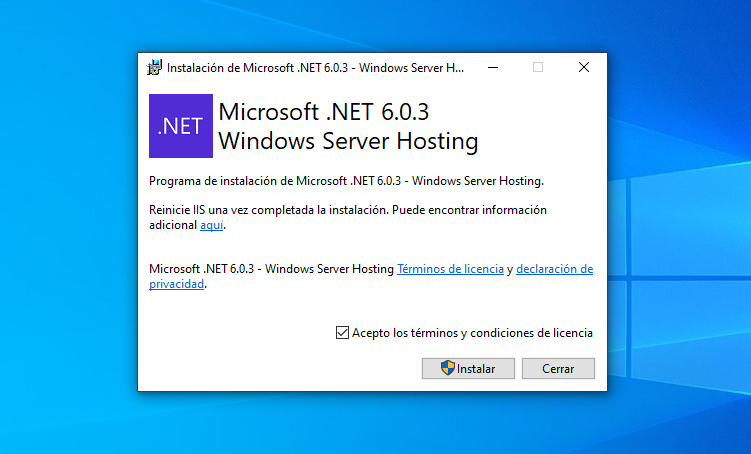 Instalación de Microsoft .NET 6.0.3 - Windows Server H...
.NET
Microsoft .NET 6.0.3
Windows Server Hosting
Programa de instalación de Microsoft .NET 6.0.3 - Windows Server Hosting.
Reinicie IIS una vez completada la instalación. Puede encontrar información
adicional aquí.
Microsoft .NET 6.0.3 - Windows Server Hosting Términos de licencia y declaración de
privacidad.
Acepto los términos y condiciones de licencia
Instalar
Cerrar